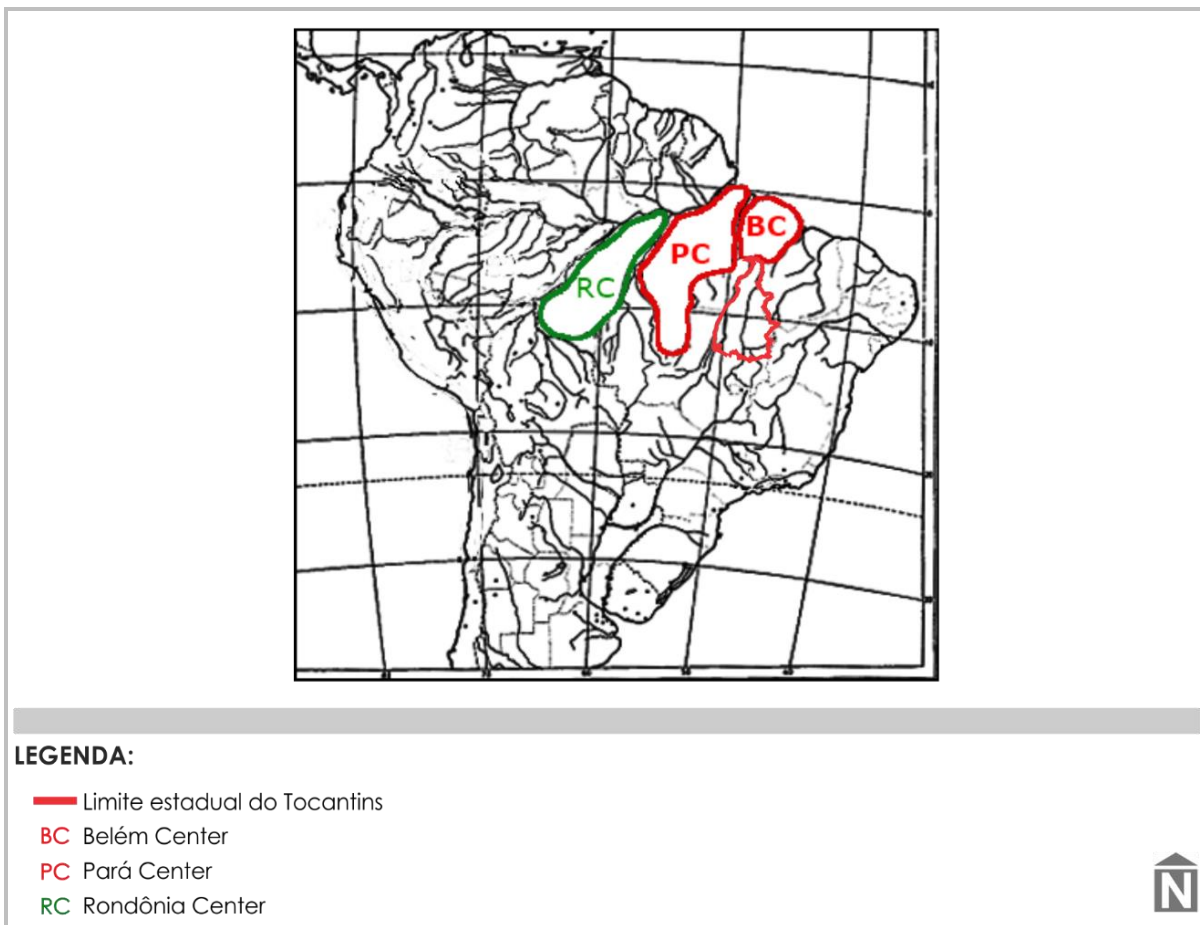 BC
PC
RC
LEGENDA:
Limite estadual do Tocantins
BC Belém Center
PC Pará Center
RC Rondônia Center
N